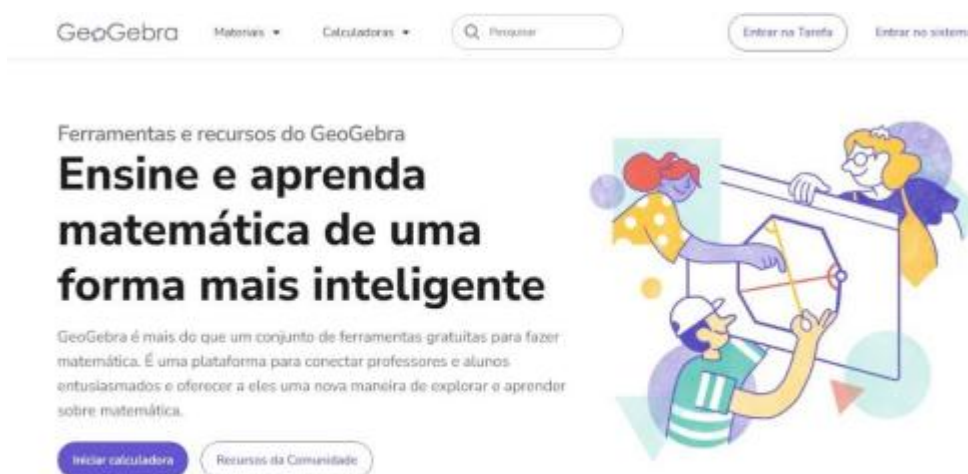 GeoGebra
Materiais
Calculadoras
Pesquisar
Entrar na Tarefa
Entrar no sistema
Ferramentas e recursos do GeoGebra
Ensine e aprenda
matemática de uma
forma mais inteligente
GeoGebra é mais do que um conjunto de ferramentas gratuitas para fazer
matemática. É uma plataforma para conectar professores e alunos
entusiasmados e oferecer a eles uma nova maneira de explorar e aprender
sobre matemática.
Iniciar calculadora
Recursos da Comunidade